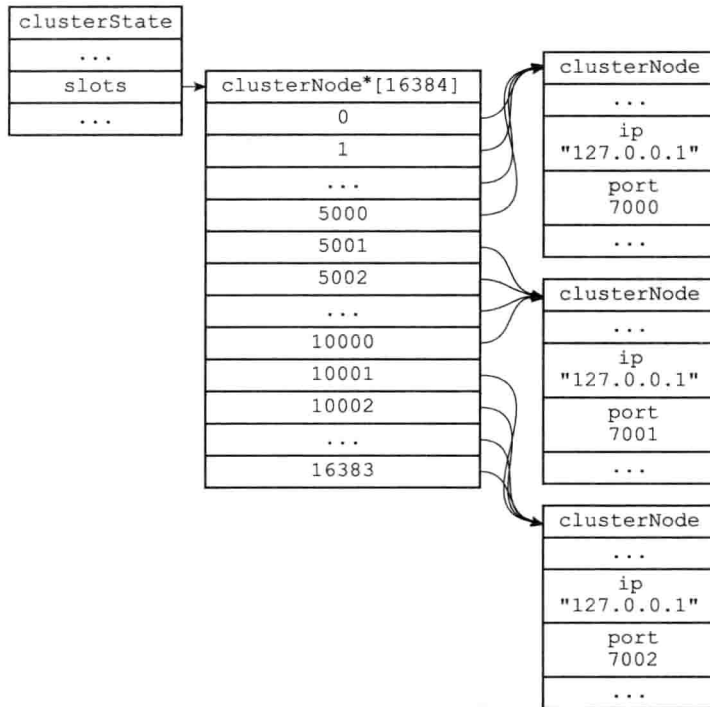 clusterState
...
slots
...
clusterNode*[16384]
0
1
...
5000
5001
5002
...
10000
10001
10002
...
16383
clusterNode
...
ip
"127.0.0.1"
port
7000
...
clusterNode
...
ip
"127.0.0.1"
port
7001
...
clusterNode
...
ip
"127.0.0.1"
port
7002
...